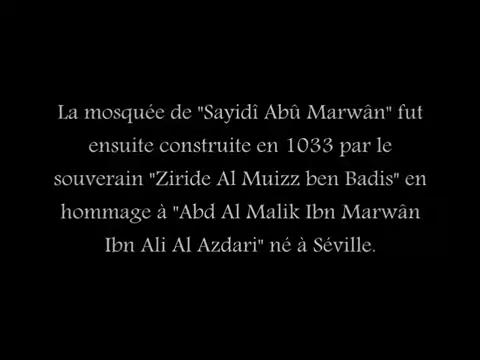 La mosquée de "Sayidî Abû Marwân" fut
ensuite construite en 1033 par le
souverain "Ziride Al Muizz ben Badis" en
hommage à "Abd Al Malik Ibn Marwân
Ibn Ali Al Azdari" né à Séville.